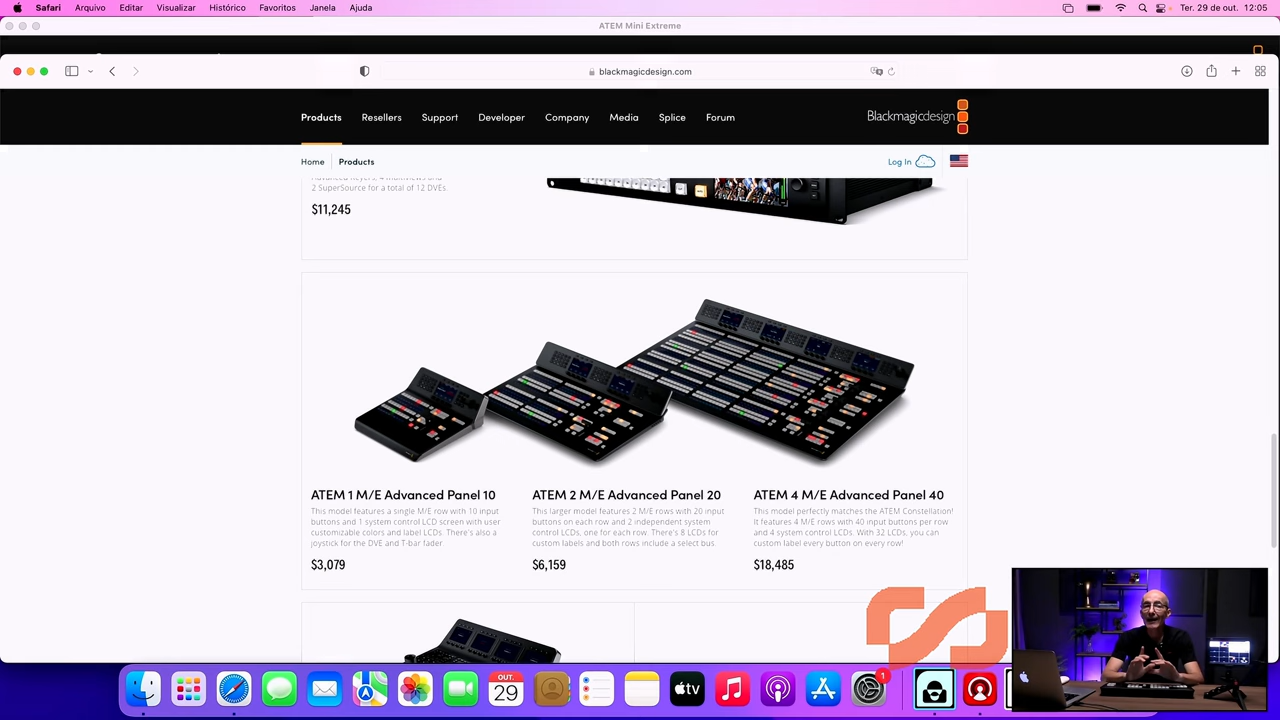 Safari Arquivo Editar Visualizar Histórico Favoritos Janela Ajuda Ter. 29 de out. 12:05
ATEM Mini Extreme
blackmagicdesign.com
Products Resellers Support Developer Company Media Splice Forum Blackmagicdesign
Home Products Log In
Advanced keyers, 4 multiviews and
2 SuperSource for a total of 12 DVEs.
$11,245
ATEM 1 M/E Advanced Panel 10
This model features a single M/E row with 10 input
buttons and 1 system control LCD screen with user
customizable colors and label LCDs. There's also a
joystick for the DVE and T-bar fader.
$3,079
ATEM 2 M/E Advanced Panel 20
This larger model features 2 M/E rows with 20 input
buttons on each row and 2 independent system
control LCDs, one for each row. There's 8 LCDs for
custom labels and both rows include a select bus.
$6,159
ATEM 4 M/E Advanced Panel 40
This model perfectly matches the ATEM Constellation!
It features 4 M/E rows with 40 input buttons per row
and 4 system control LCDs. With 32 LCDs, you can
custom label every button on every row!
$18,485
OUT.
29
tv
1